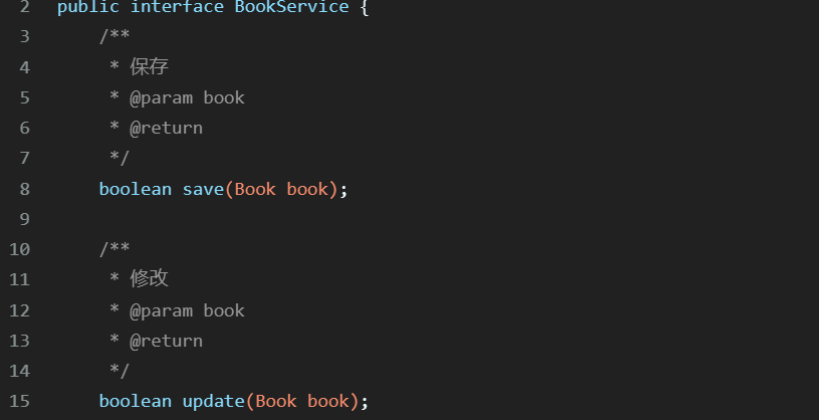 2 public interface BookService {
3 /**
4 * 保存
5 * @param book
6 * @return
7 */
8 boolean save(Book book);
9
10 /**
11 * 修改
12 * @param book
13 * @return
14 */
15 boolean update(Book book);